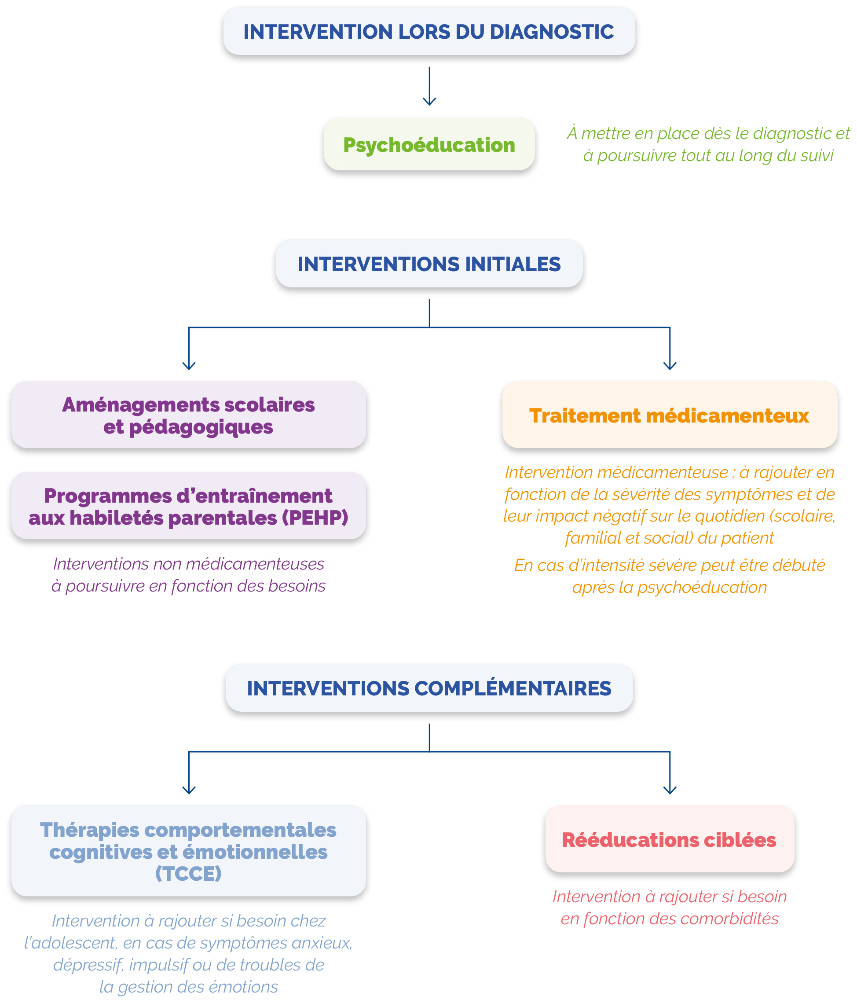 INTERVENTION LORS DU DIAGNOSTIC
Psychoéducation
À mettre en place dès le diagnostic et
à poursuivre tout au long du suivi
INTERVENTIONS INITIALES
Aménagements scolaires
et pédagogiques
Programmes d’entraînement
aux habiletés parentales (PEHP)
Interventions non médicamenteuses
à poursuivre en fonction des besoins
Traitement médicamenteux
Intervention médicamenteuse : à rajouter en
fonction de la sévérité des symptômes et de
leur impact négatif sur le quotidien (scolaire,
familial et social) du patient
En cas d’intensité sévère peut être débuté
après la psychoéducation
INTERVENTIONS COMPLÉMENTAIRES
Thérapies comportementales
cognitives et émotionnelles
(TCCE)
Intervention à rajouter si besoin chez
l’adolescent, en cas de symptômes anxieux,
dépressif, impulsif ou de troubles de
la gestion des émotions
Rééducations ciblées
Intervention à rajouter si besoin
en fonction des comorbidités